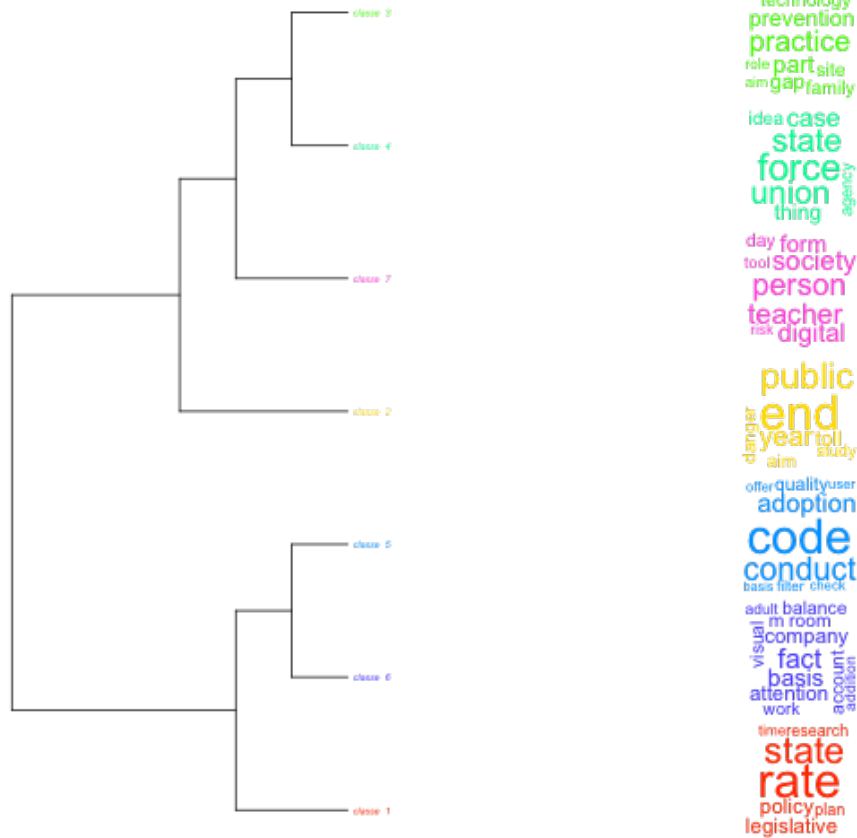 technology
prevention
practice
role part site
aim gap family
classe 3
idea case
state
force
union
agency
thing
classe 4
day form
tool society
person
teacher
risk digital
classe 7
public
end
danger
year toll
study
aim
classe 2
offer quality user
adoption
code
conduct
basis filter check
classe 5
adult balance
m room
visual
company
fact
basis
attention
account
addition
work
classe 6
time research
state
rate
policy plan
legislative
classe 1